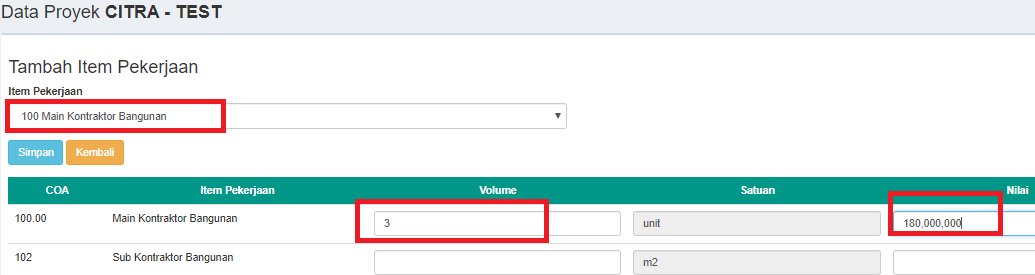 Data Proyek CITRA - TEST
Tambah Item Pekerjaan
Item Pekerjaan
100 Main Kontraktor Bangunan
Simpan Kembali
COA Item Pekerjaan Volume Satuan Nilai
100.00 Main Kontraktor Bangunan 3 unit 180,000,000
102 Sub Kontraktor Bangunan m2